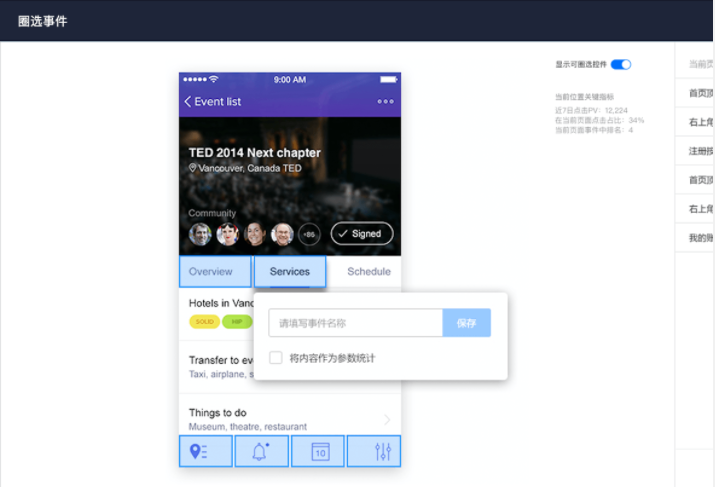 圈选事件
显示可圈选控件
当前位置关键指标
近7日点击PV：12,224
在当前页面点击占比：34%
当前页面事件中排名：4
当前页
首页顶
右上角
注册按
首页顶
右上角
我的账
9:00 AM
Event list
TED 2014 Next chapter
Vancouver, Canada TED
Community
+86
Signed
Overview
Services
Schedule
Hotels in Vanc
SOLID
VIP
请填写事件名称
保存
将内容作为参数统计
Transfer to eve
Taxi, airplane, s
Things to do
Museum, theatre, restaurant
10